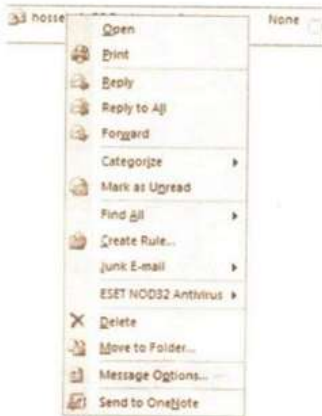 hosse None
Open
Print
Reply
Reply to All
Forward
Categorize
Mark as Unread
Find All
Create Rule...
Junk E-mail
ESET NOD32 Antivirus
Delete
Move to Folder...
Message Options...
Send to OneNote